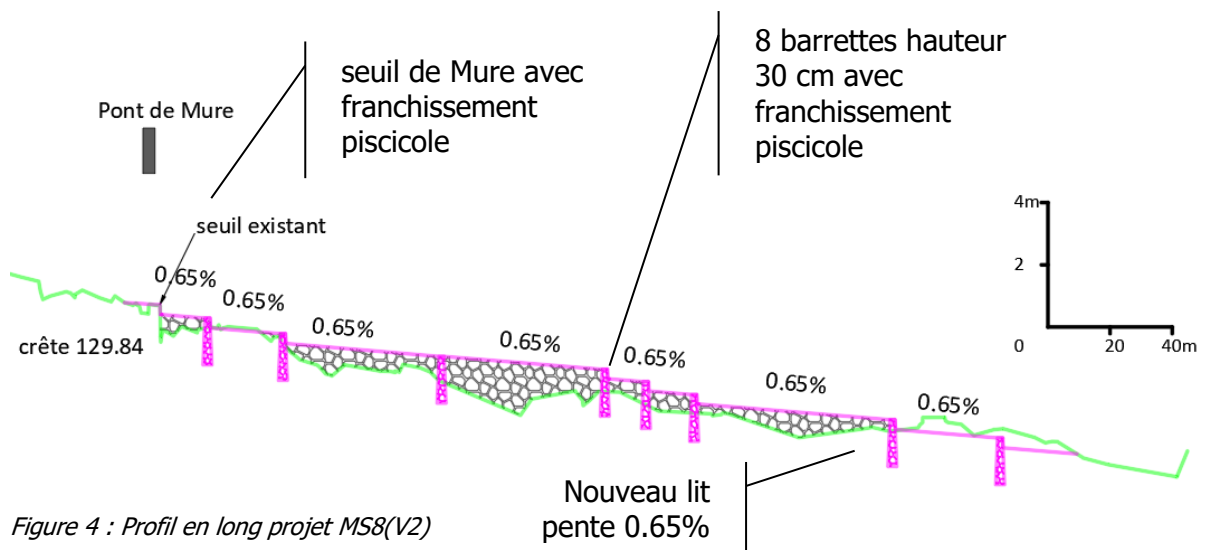 seuil de Mure avec
franchissement
piscicole
8 barrettes hauteur
30 cm avec
franchissement
piscicole
Pont de Mure
4m
seuil existant
2
0.65%
0.65%
0.65%
0.65%
0.65%
0.65%
0.65%
crête 129.84
0
20
40m
Nouveau lit
pente 0.65%
Figure 4 : Profil en long projet MS8(V2)